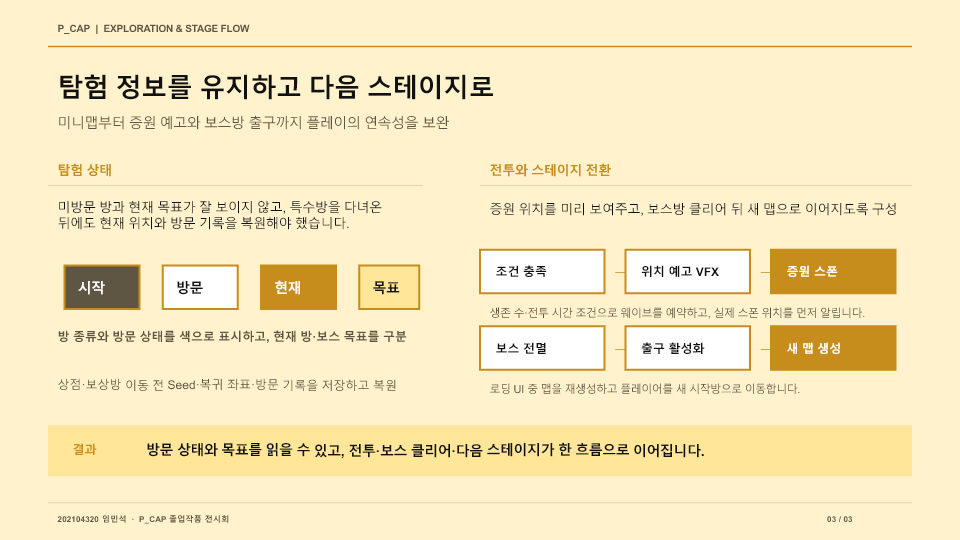 P_CAP | EXPLORATION & STAGE FLOW
탐험 정보를 유지하고 다음 스테이지로
미니맵부터 증원 예고와 보스방 출구까지 플레이의 연속성을 보완
탐험 상태
미방문 방과 현재 목표가 잘 보이지 않고, 특수방을 다녀온
뒤에도 현재 위치와 방문 기록을 복원해야 했습니다.
시작
방문
현재
목표
방 종류와 방문 상태를 색으로 표시하고, 현재 방·보스 목표를 구분
상점·보상방 이동 전 Seed·복귀 좌표·방문 기록을 저장하고 복원
전투와 스테이지 전환
증원 위치를 미리 보여주고, 보스방 클리어 뒤 새 맵으로 이어지도록 구성
조건 충족
위치 예고 VFX
증원 스폰
생존 수·전투 시간 조건으로 웨이브를 예약하고, 실제 스폰 위치를 먼저 알립니다.
보스 전멸
출구 활성화
새 맵 생성
로딩 UI 중 맵을 재생성하고 플레이어를 새 시작방으로 이동합니다.
결과
방문 상태와 목표를 읽을 수 있고, 전투·보스 클리어·다음 스테이지가 한 흐름으로 이어집니다.
202104320 임민석 · P_CAP 졸업작품 전시회
03 / 03